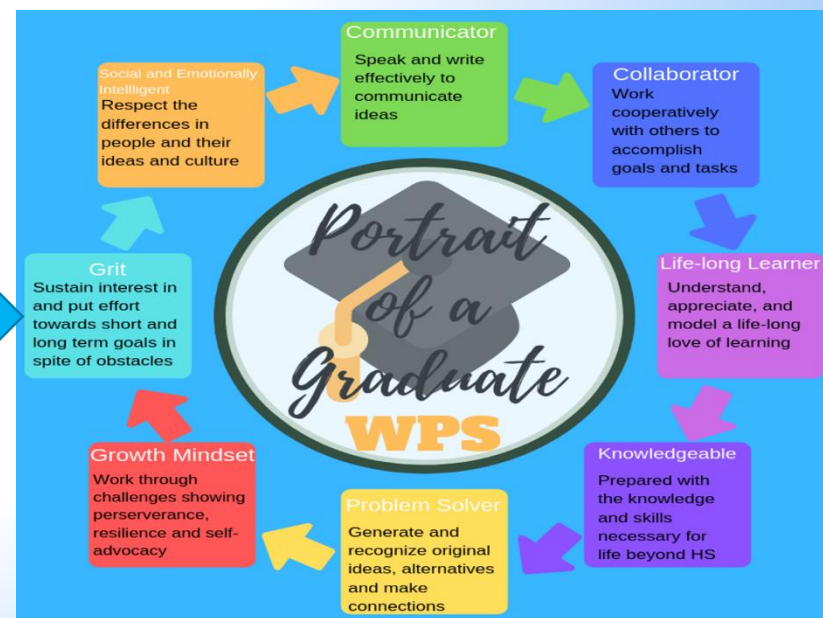 Communicator
Speak and write
effectively to
communicate
ideas
Collaborator
Work
cooperatively
with others to
accomplish
goals and tasks
Life-long Learner
Understand,
appreciate, and
model a life-long
love of learning
Knowledgeable
Prepared with
the knowledge
and skills
necessary for
life beyond HS
Problem Solver
Generate and
recognize original
ideas, alternatives
and make
connections
Growth Mindset
Work through
challenges showing
perserverance,
resilience and self-
advocacy
Grit
Sustain interest in
and put effort
towards short and
long term goals in
spite of obstacles
Social and Emotionally
Intellligent
Respect the
differences in
people and their
ideas and culture
Portrait
of a
Graduate
WPS